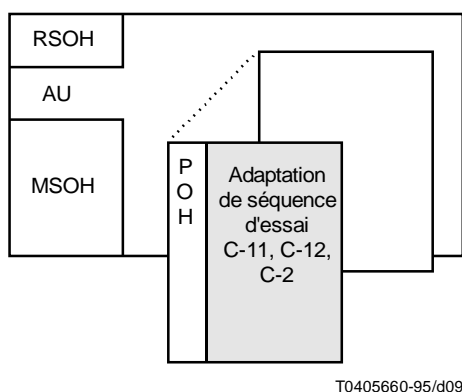 RSOH
AU
MSOH
P
O
H
Adaptation
de séquence
d'essai
C-11, C-12,
C-2
T0405660-95/d09